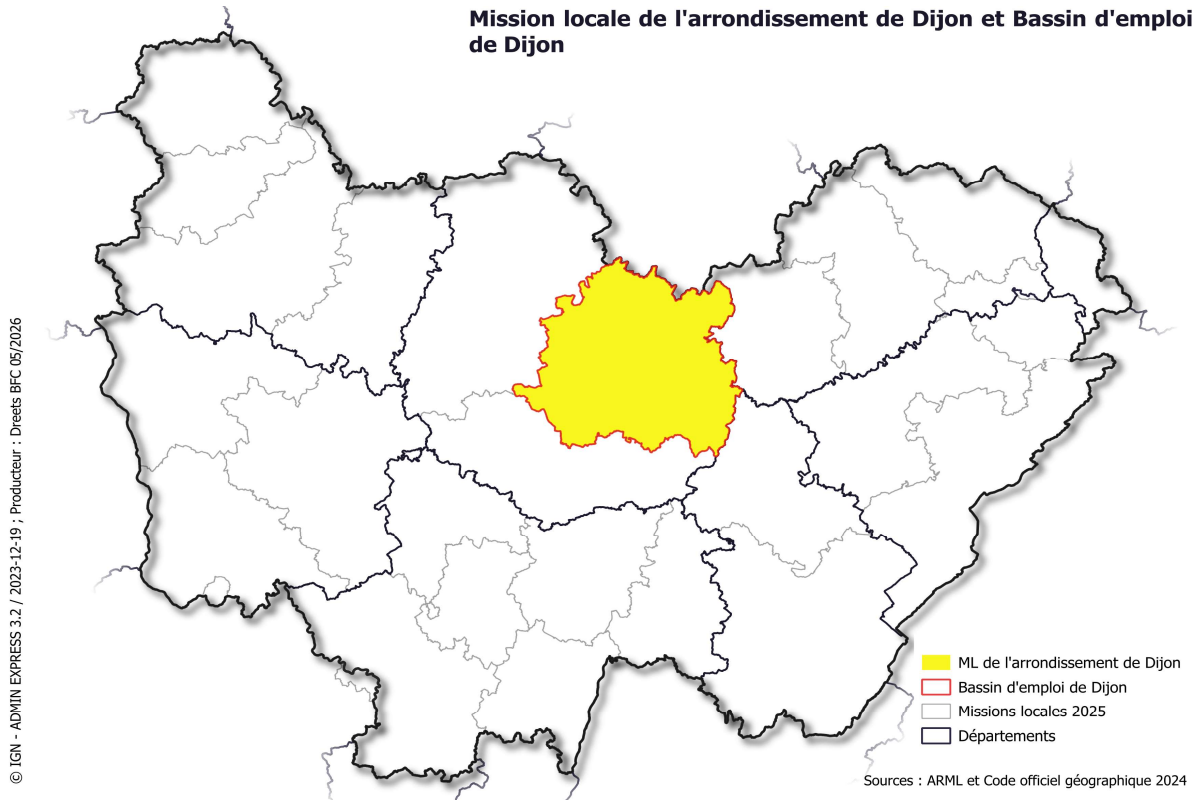 Mission locale de l'arrondissement de Dijon et Bassin d'emploi
de Dijon
© IGN - ADMIN EXPRESS 3.2 / 2023-12-19 ; Producteur : Dreets BFC 05/2026
ML de l'arrondissement de Dijon
Bassin d'emploi de Dijon
Missions locales 2025
Départements
Sources : ARML et Code officiel géographique 2024